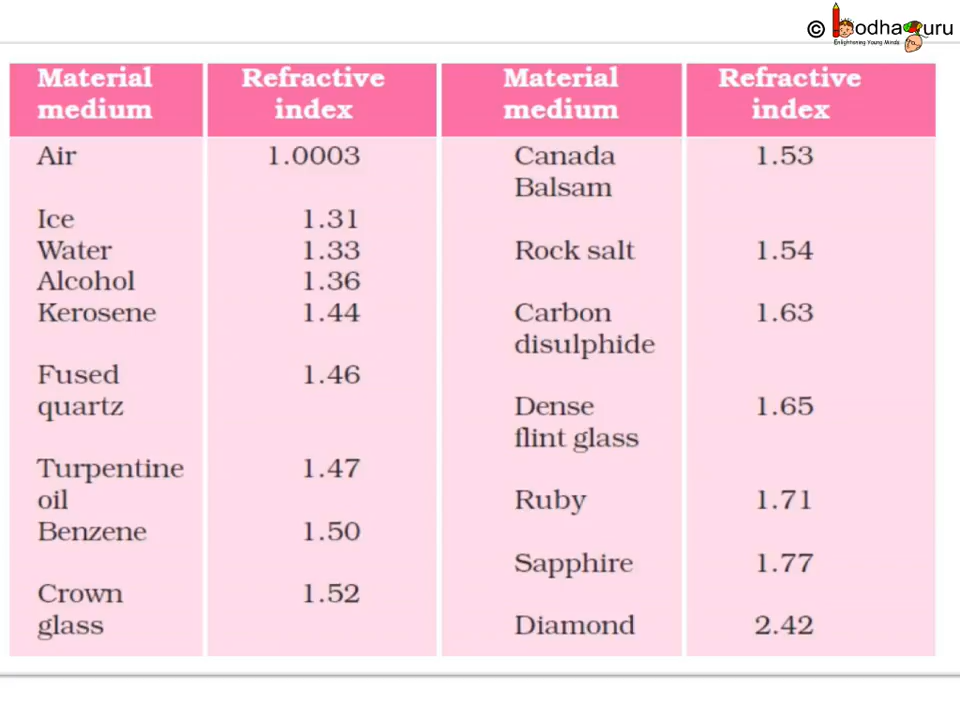 © BodhaGuru
Enlightening Young Minds
Material medium | Refractive index | Material medium | Refractive index
Air 1.0003 Canada 1.53
Balsam
Ice 1.31
Water 1.33 Rock salt 1.54
Alcohol 1.36
Kerosene 1.44 Carbon 1.63
disulphide
Fused 1.46
quartz Dense 1.65
flint glass
Turpentine 1.47
oil Ruby 1.71
Benzene 1.50
Sapphire 1.77
Crown 1.52
glass Diamond 2.42